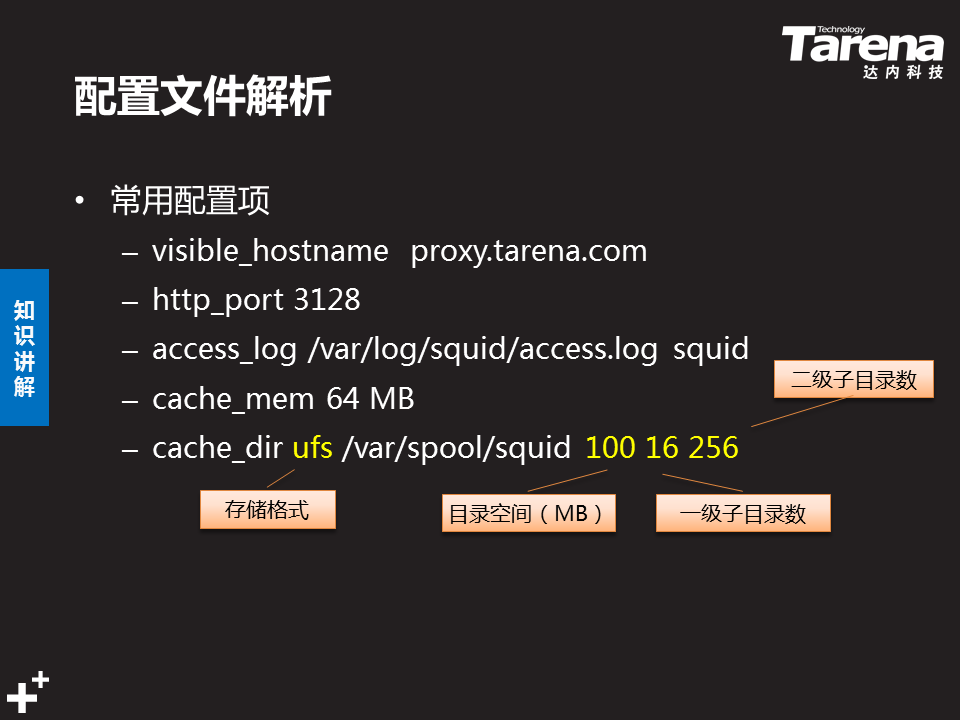 Technology
Tarena
达内科技
配置文件解析
• 常用配置项
– visible_hostname proxy.tarena.com
– http_port 3128
– access_log /var/log/squid/access.log squid
– cache_mem 64 MB
– cache_dir ufs /var/spool/squid 100 16 256
二级子目录数
存储格式
目录空间（MB）
一级子目录数
知识讲解